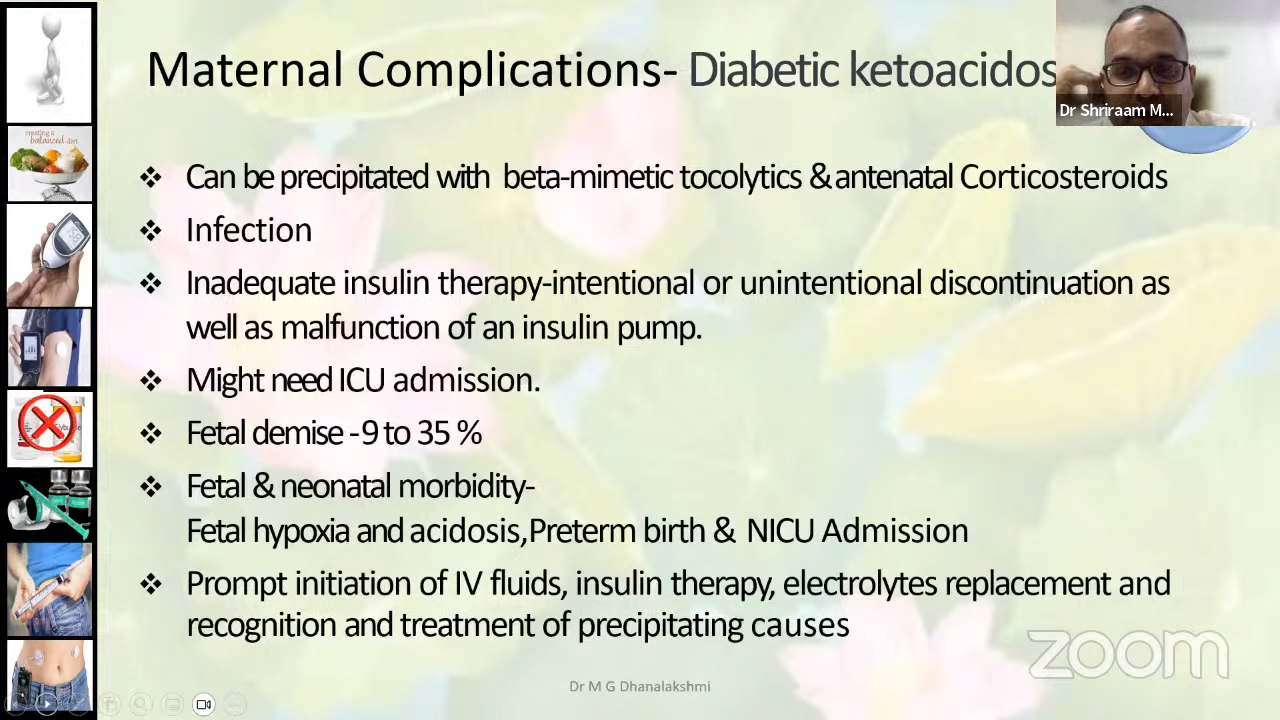 Maternal Complications- Diabetic ketoacidos
Dr Shriraam M...
creating a
balanced diet
❖ Can be precipitated with beta-mimetic tocolytics & antenatal Corticosteroids
❖ Infection
❖ Inadequate insulin therapy-intentional or unintentional discontinuation as
well as malfunction of an insulin pump.
❖ Might need ICU admission.
❖ Fetal demise -9 to 35 %
❖ Fetal & neonatal morbidity-
Fetal hypoxia and acidosis,Preterm birth & NICU Admission
❖ Prompt initiation of IV fluids, insulin therapy, electrolytes replacement and
recognition and treatment of precipitating causes
zoom
Dr M G Dhanalakshmi